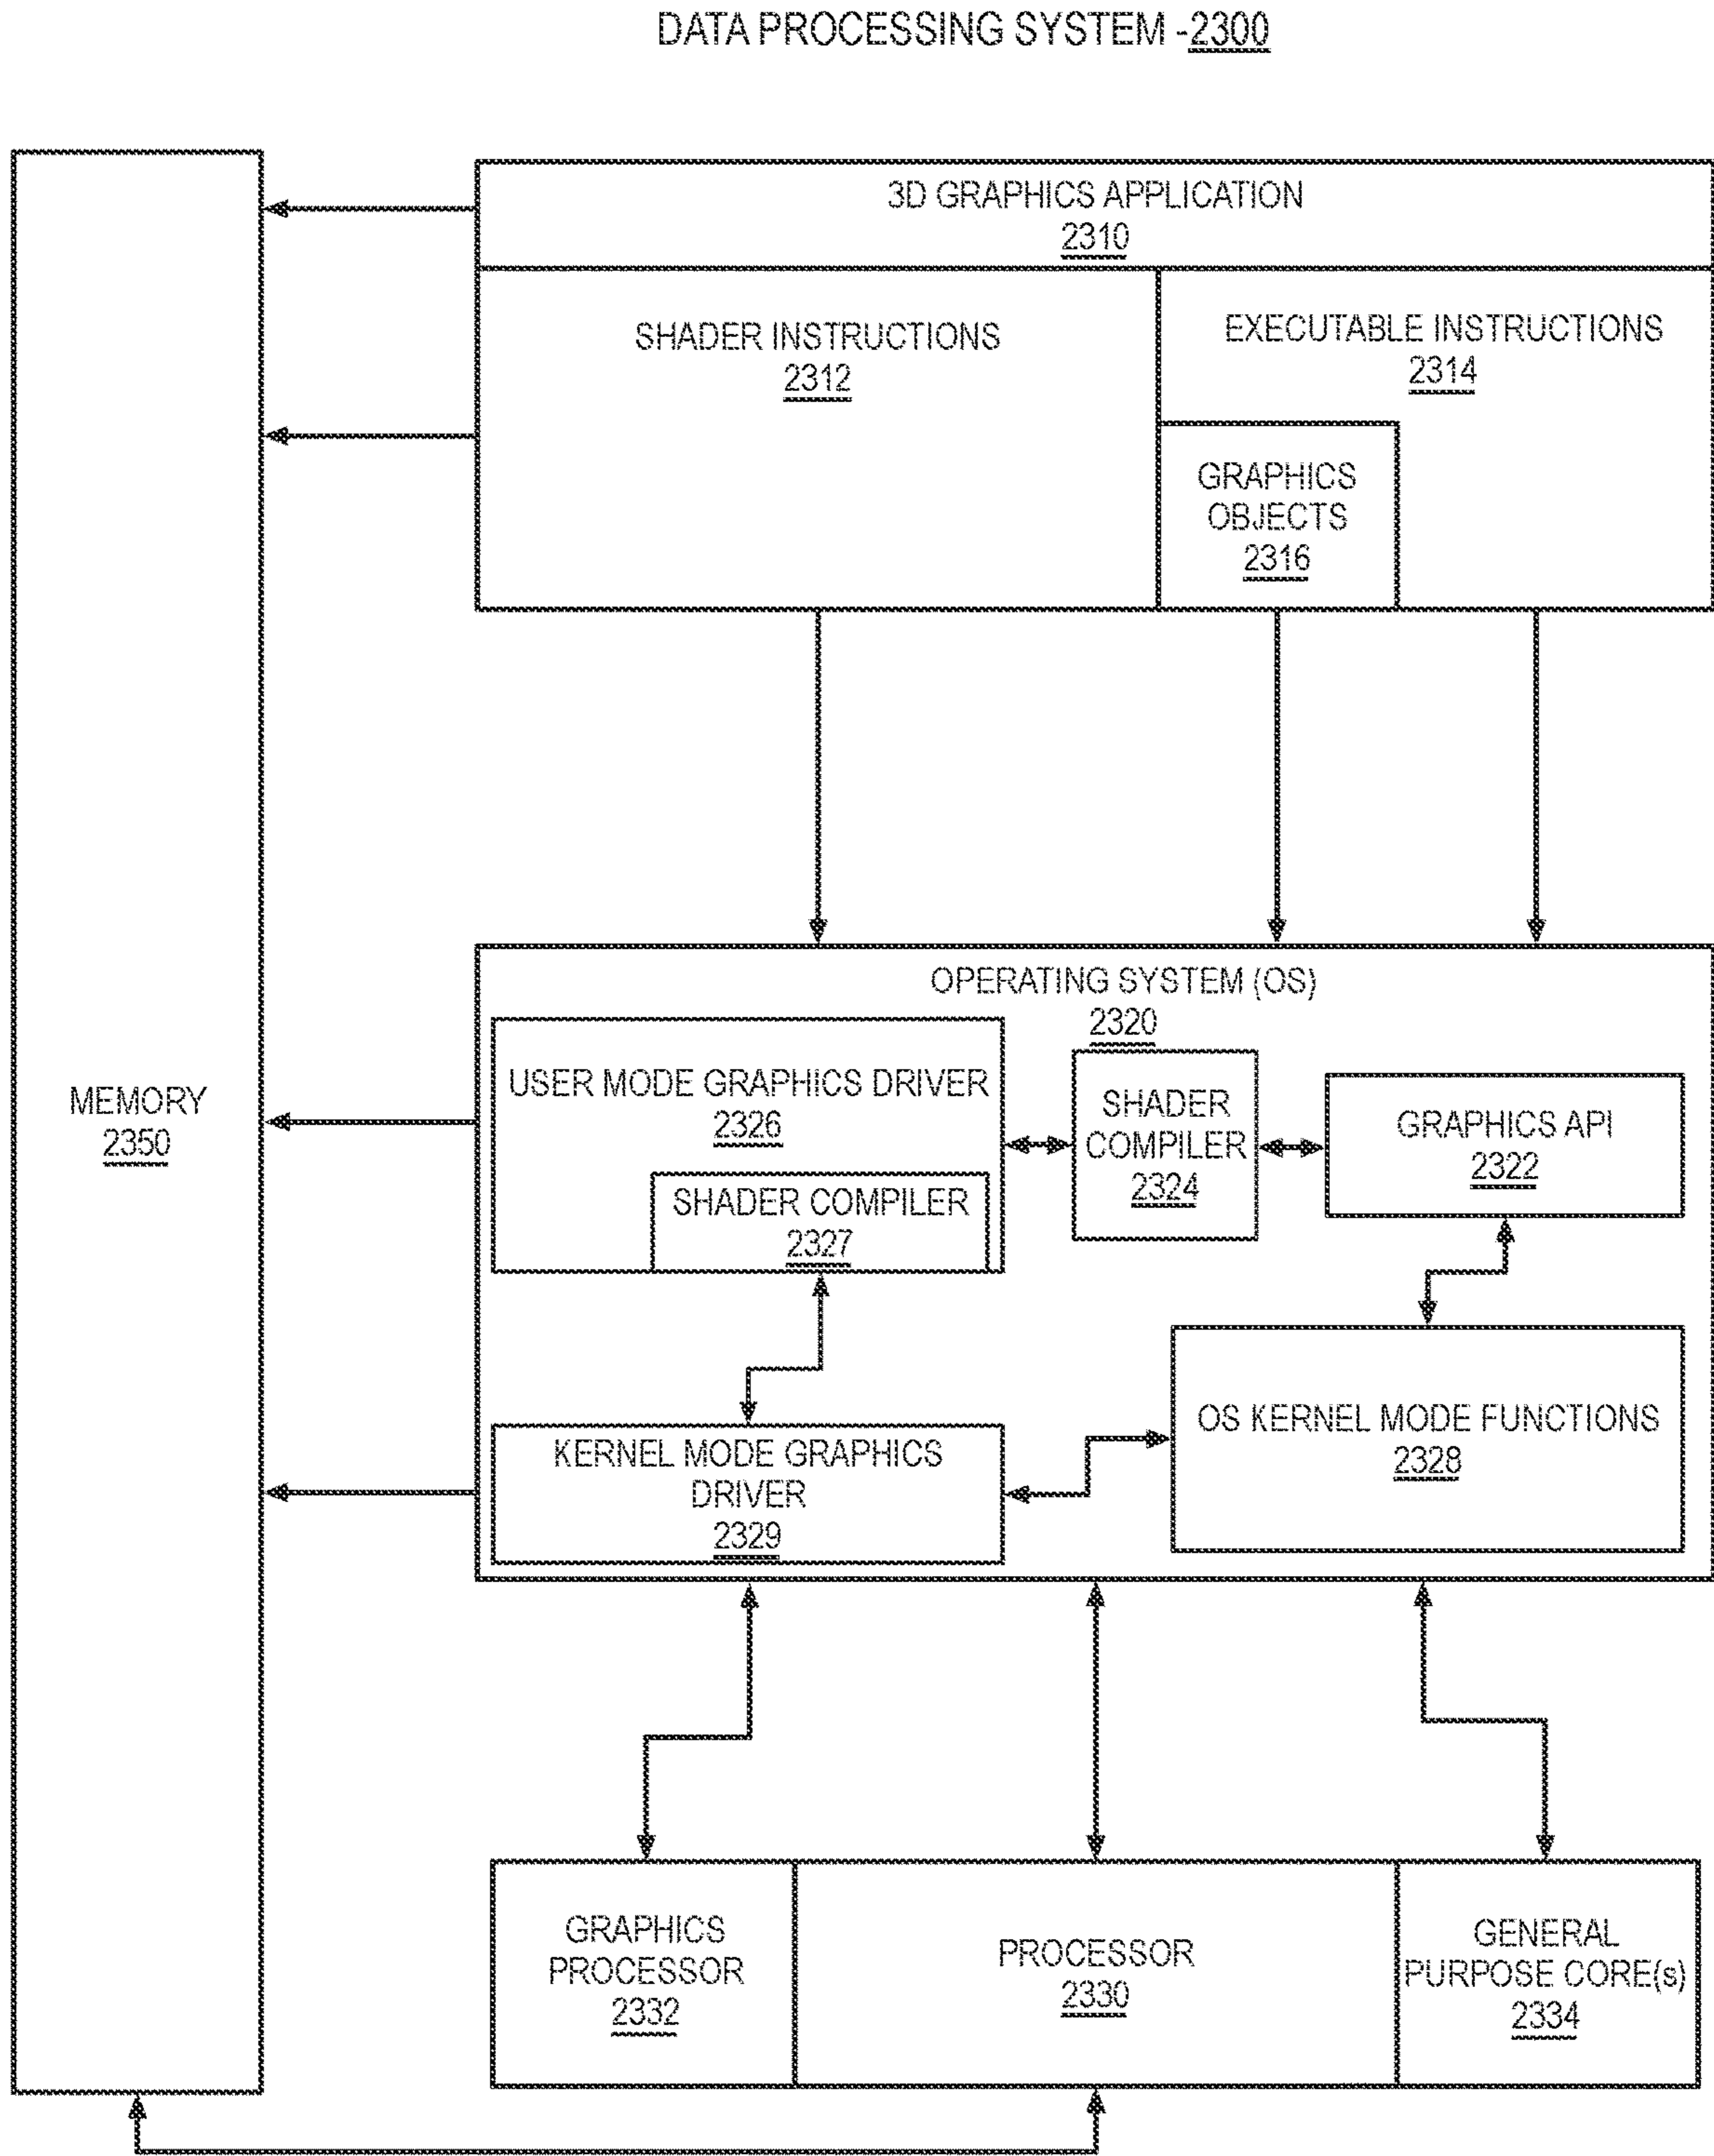 DATA PROCESSING SYSTEM -2300
3D GRAPHICS APPLICATION
2310
SHADER INSTRUCTIONS
2312
EXECUTABLE INSTRUCTIONS
2314
GRAPHICS
OBJECTS
2316
MEMORY
2350
OPERATING SYSTEM (OS)
2320
USER MODE GRAPHICS DRIVER
2326
SHADER COMPILER
2327
SHADER
COMPILER
2324
GRAPHICS API
2322
KERNEL MODE GRAPHICS
DRIVER
2329
OS KERNEL MODE FUNCTIONS
2328
GRAPHICS
PROCESSOR
2332
PROCESSOR
2330
GENERAL
PURPOSE CORE(s)
2334